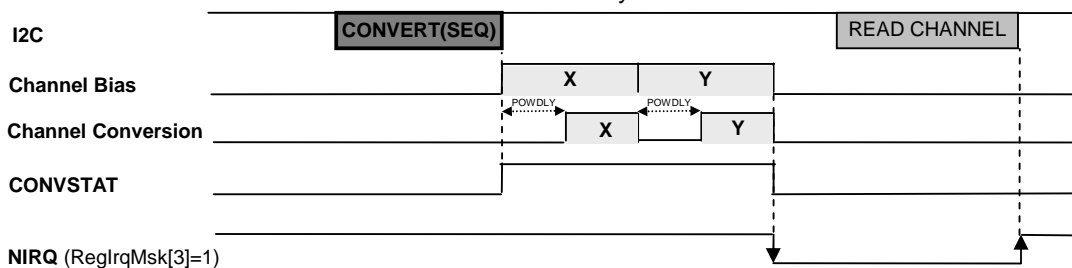 I2C CONVERT(SEQ) READ CHANNEL
Channel Bias X Y
POWDLY POWDLY
Channel Conversion X Y
CONVSTAT
NIRQ (RegIrqMsk[3]=1)